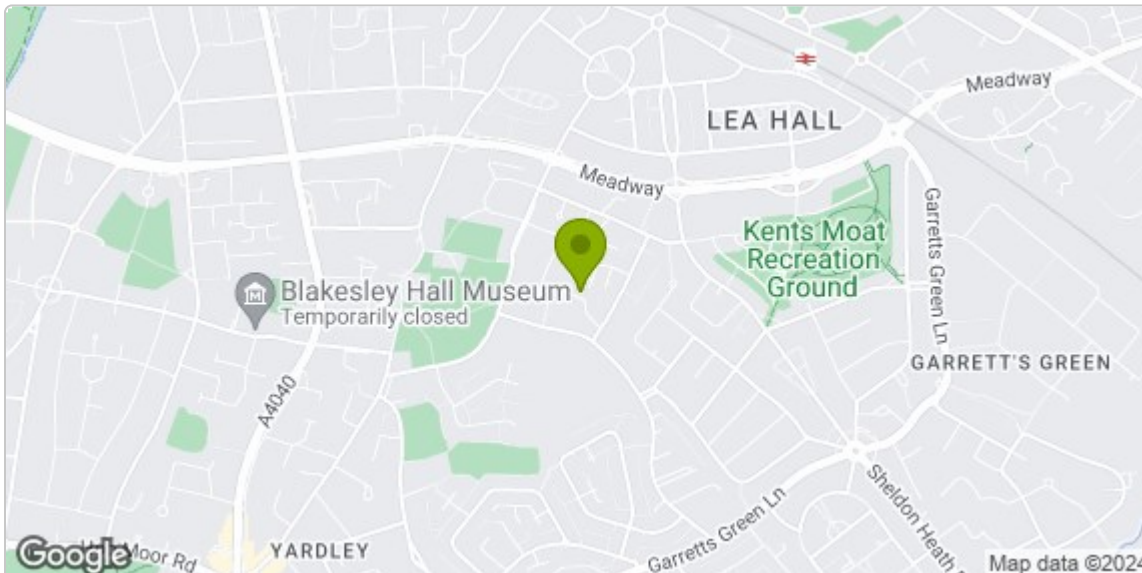 Meadway
LEA HALL
Meadway
Garretts Green Ln
Kents Moat
Recreation
Ground
Blakesley Hall Museum
Temporarily closed
GARRETT'S GREEN
A4040
Garretts Green Ln
Sheldon Heath
Moor Rd
YARDLEY
Google
Map data ©2024